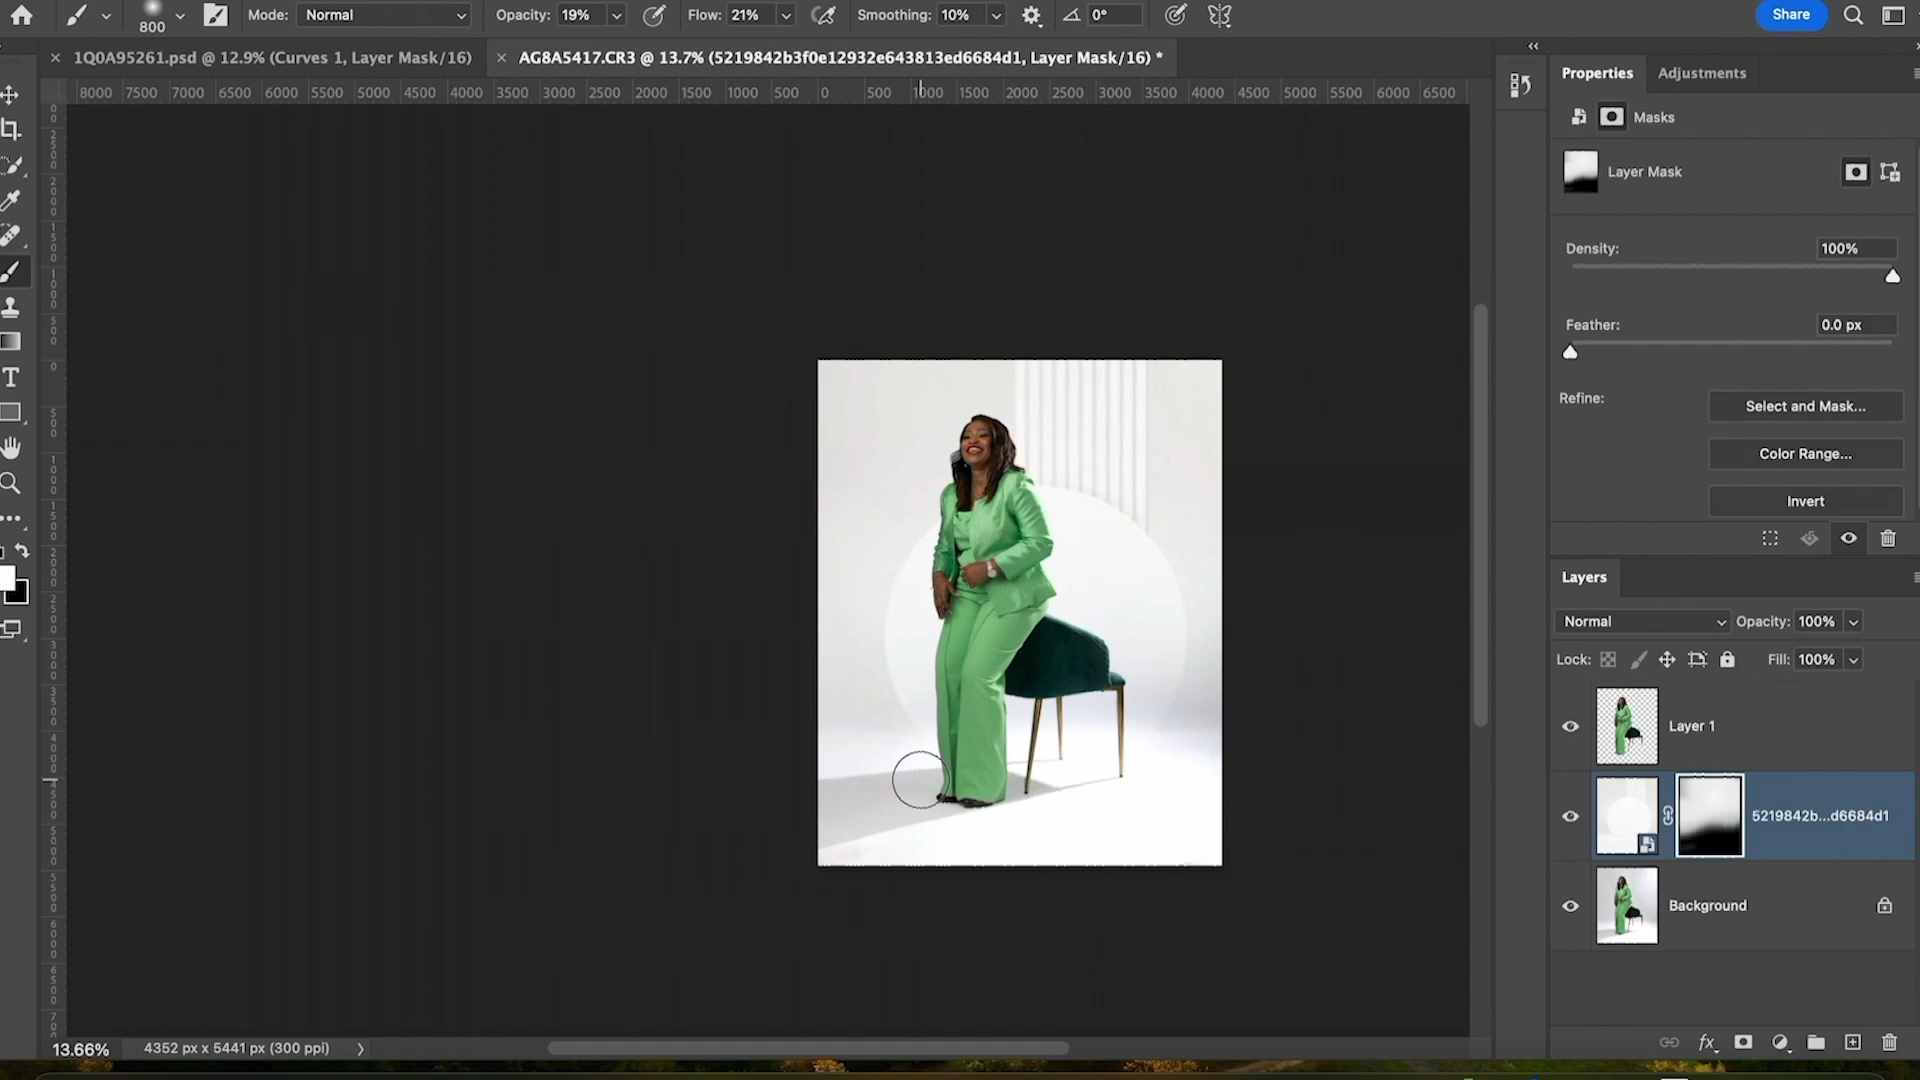 800
Mode: Normal
Opacity: 19%
Flow: 21%
Smoothing: 10%
0°
Share
× 1Q0A95261.psd @ 12.9% (Curves 1, Layer Mask/16)
× AG8A5417.CR3 @ 13.7% (5219842b3f0e12932e643813ed6684d1, Layer Mask/16) *
8000 7500 7000 6500 6000 5500 5000 4500 4000 3500 3000 2500 2000 1500 1000 500 0 500 1000 1500 2000 2500 3000 3500 4000 4500 5000 5500 6000 6500
Properties
Adjustments
Masks
Layer Mask
Density: 100%
Feather: 0.0 px
Refine:
Select and Mask...
Color Range...
Invert
Layers
Normal
Opacity: 100%
Lock:
Fill: 100%
Layer 1
5219842b...d6684d1
Background
fx
13.66%
4352 px x 5441 px (300 ppi)